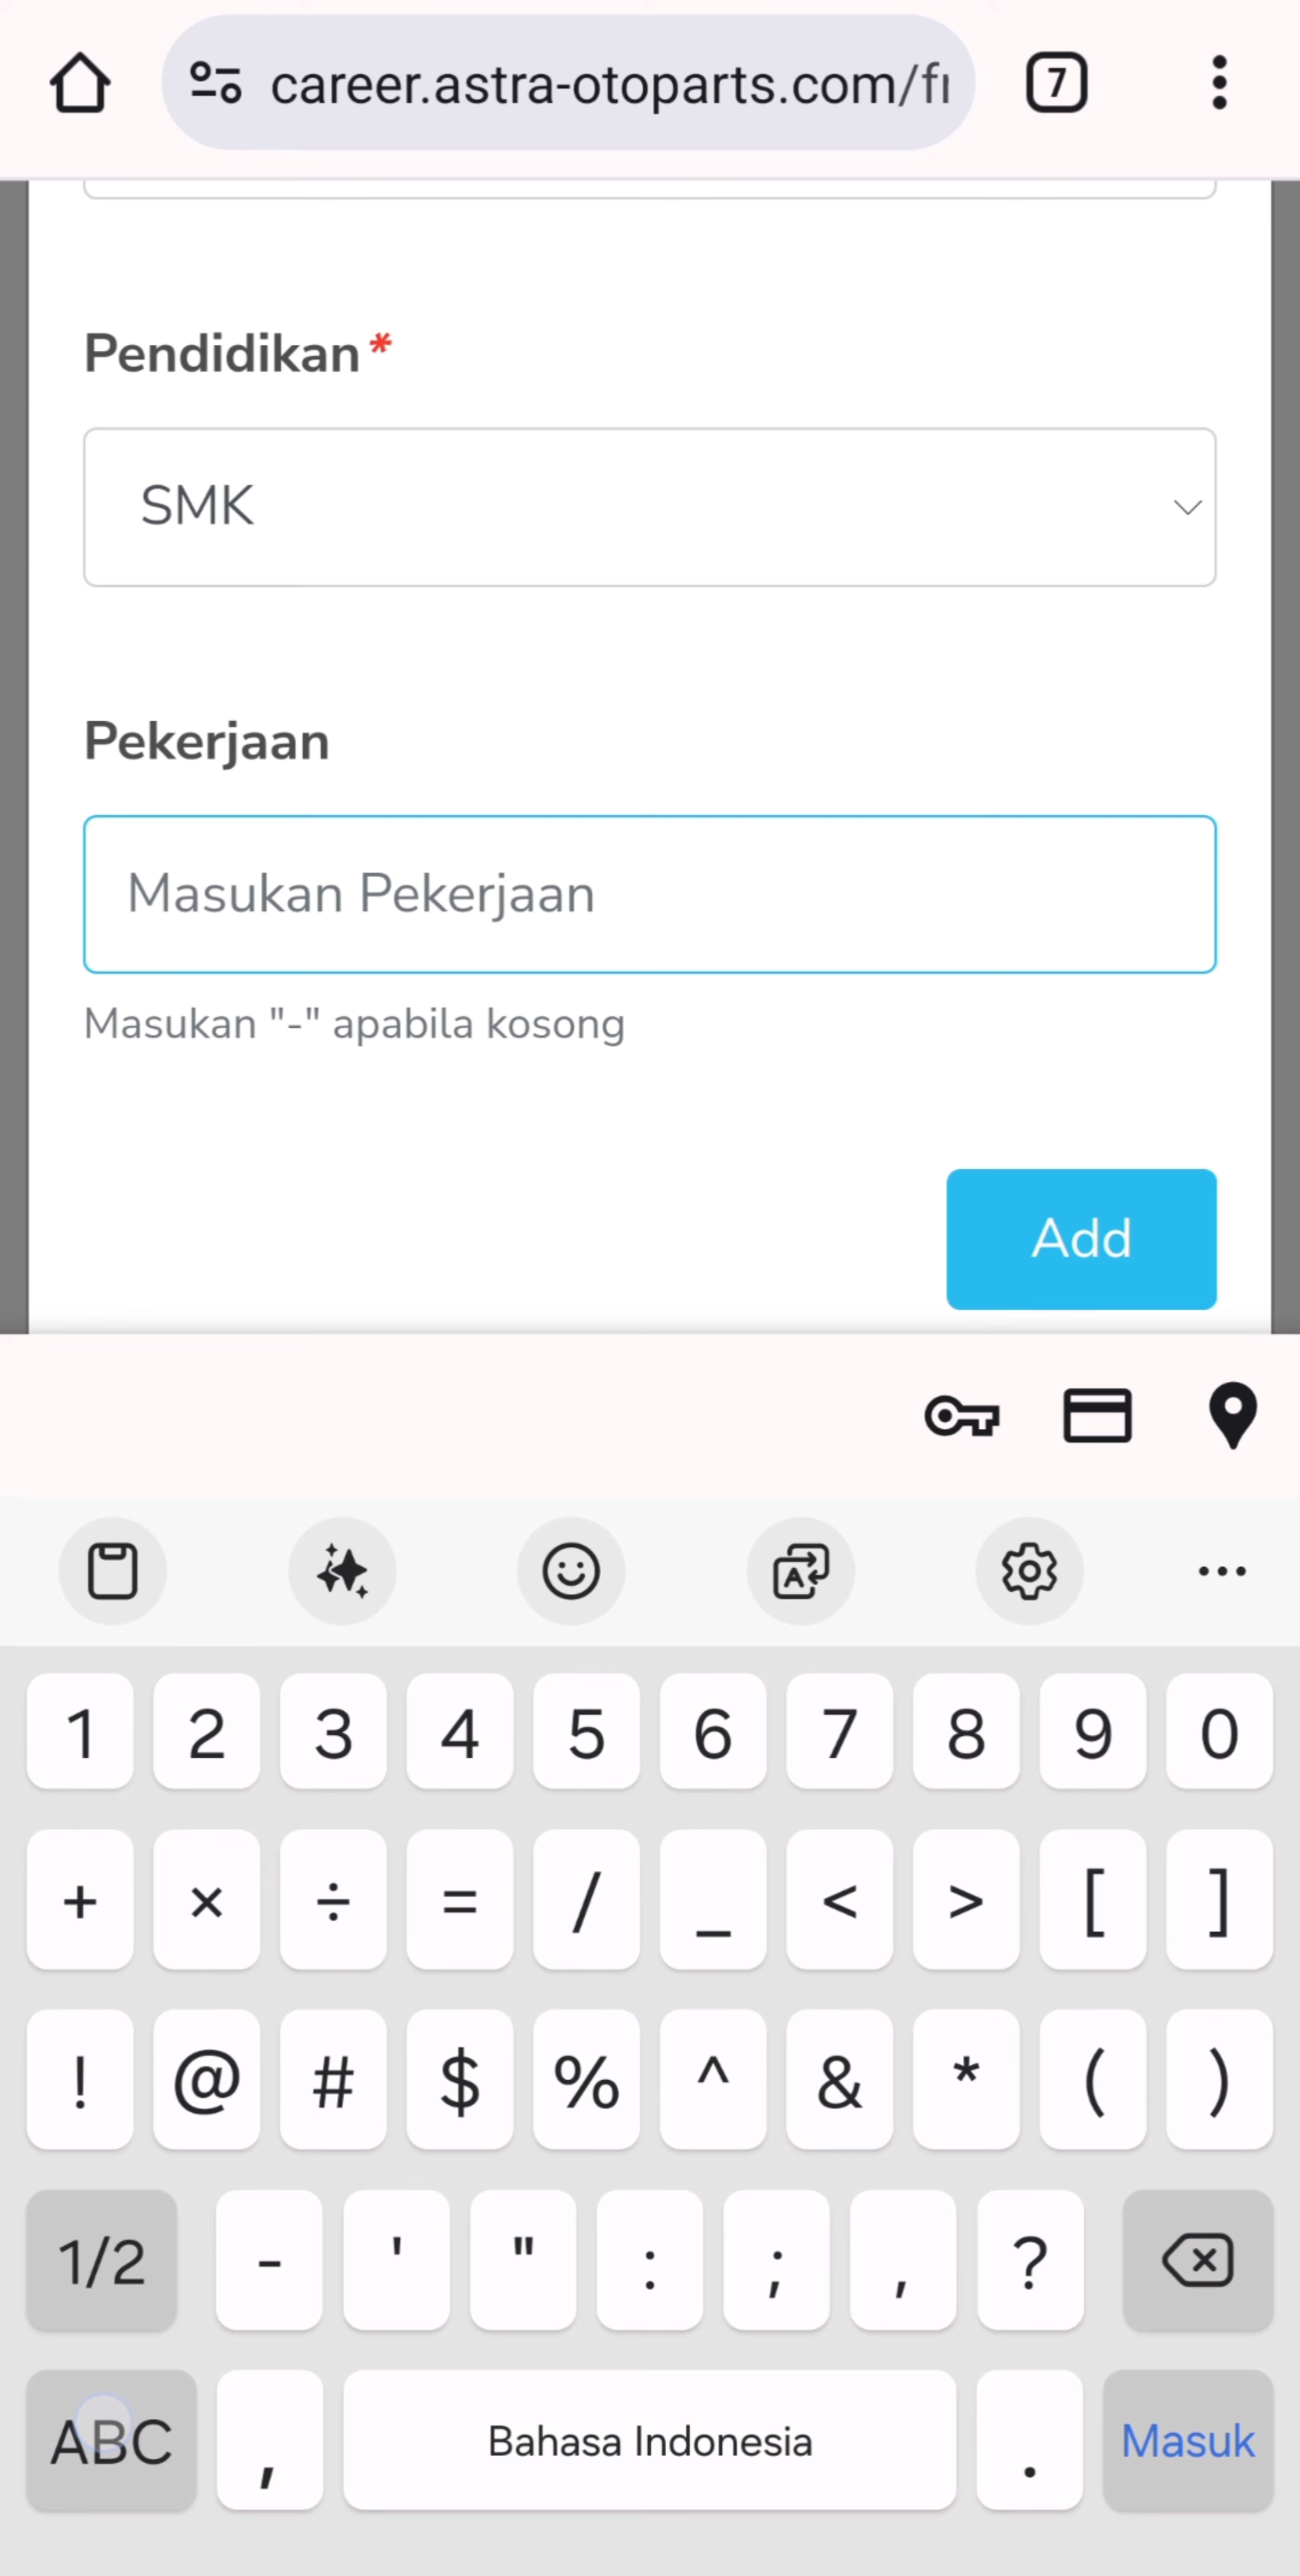 career.astra-otoparts.com/fi
7
Pendidikan*
SMK
Pekerjaan
Masukan Pekerjaan
Masukan "-" apabila kosong
Add
1 2 3 4 5 6 7 8 9 0
+ × ÷ = / _ < > [ ]
! @ # $ % ^ & * ( )
1/2 - ' " : ; , ?
ABC , Bahasa Indonesia . Masuk